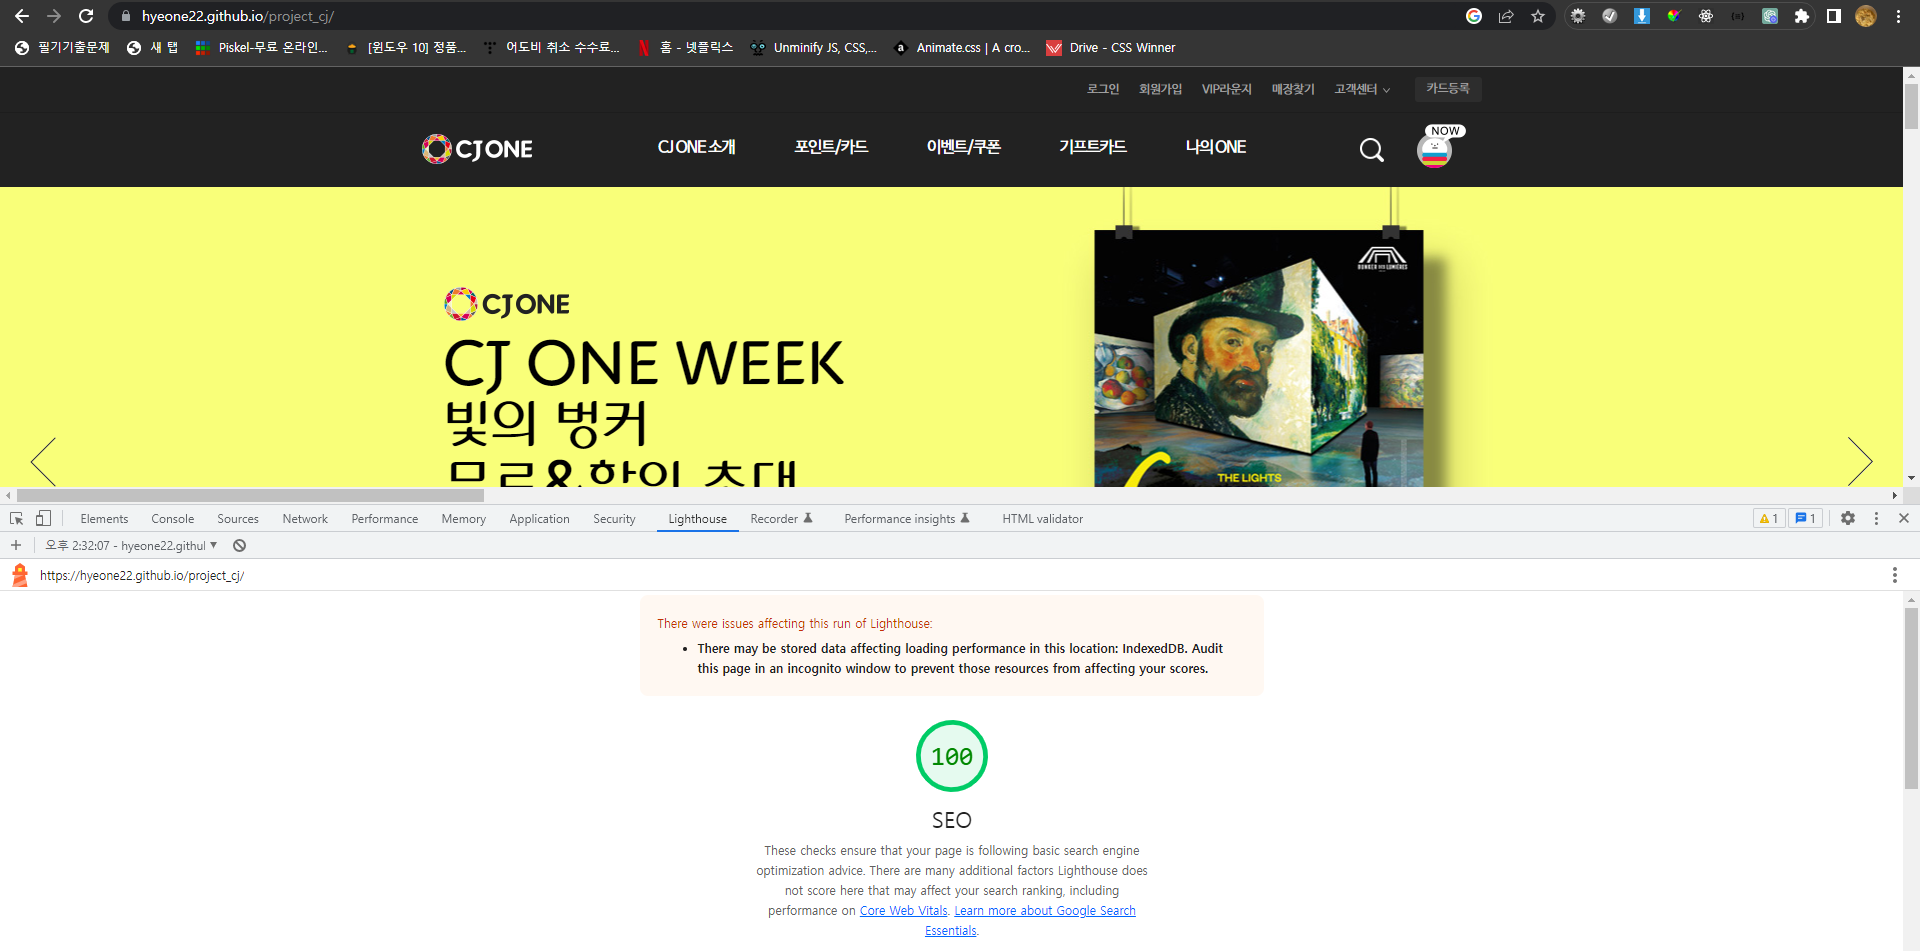 hyeone22.github.io/project_cj/
필기기출문제 새 탭 Piskel-무료 온라인... [윈도우 10] 정품... 어도비 취소 수수료... 홈 - 넷플릭스 Unminify JS, CSS,... Animate.css | A cro... Drive - CSS Winner
로그인 회원가입 VIP라운지 매장찾기 고객센터 카드등록
CJ ONE CJ ONE 소개 포인트/카드 이벤트/쿠폰 기프트카드 나의 ONE NOW
BUNKER DES LUMIÈRES
CJ ONE
CJ ONE WEEK
빛의 벙커
무료&할인 초대
THE LIGHTS
Elements Console Sources Network Performance Memory Application Security Lighthouse Recorder Performance insights HTML validator 1 1
오후 2:32:07 - hyeone22.githul
https://hyeone22.github.io/project_cj/
There were issues affecting this run of Lighthouse:
• There may be stored data affecting loading performance in this location: IndexedDB. Audit
this page in an incognito window to prevent those resources from affecting your scores.
100
SEO
These checks ensure that your page is following basic search engine
optimization advice. There are many additional factors Lighthouse does
not score here that may affect your search ranking, including
performance on Core Web Vitals. Learn more about Google Search
Essentials.